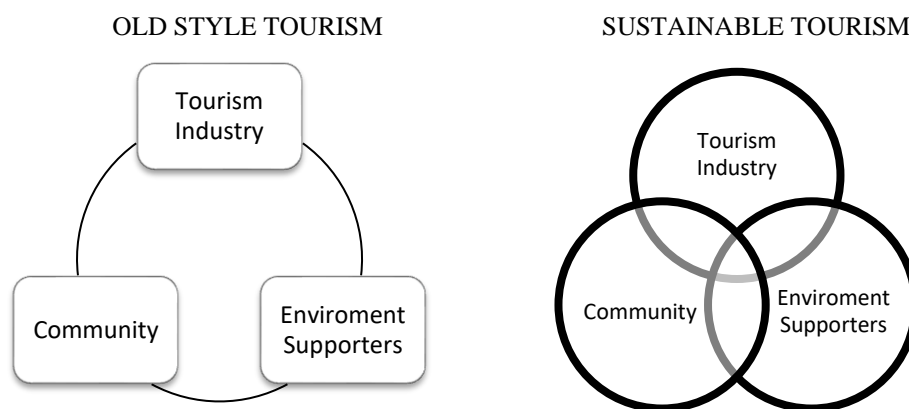 OLD STYLE TOURISM
Tourism
Industry
Community
Enviroment
Supporters
SUSTAINABLE TOURISM
Tourism
Industry
Community
Enviroment
Supporters